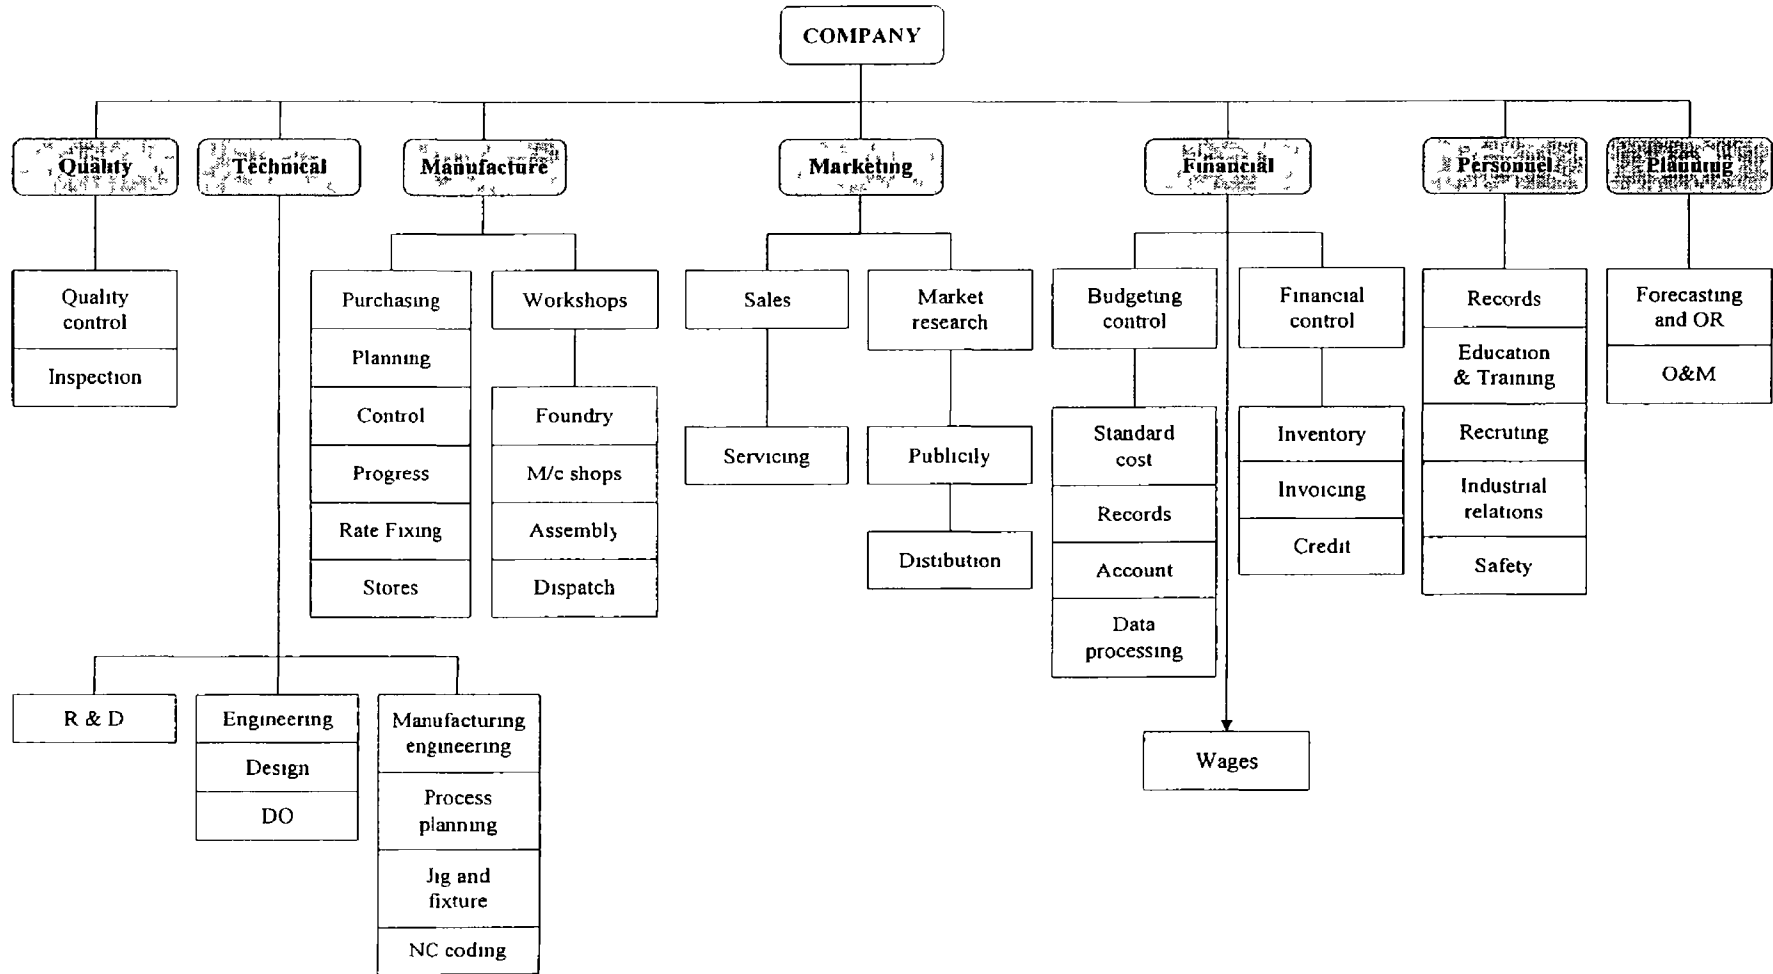 COMPANY
Quality
Technical
Manufacture
Marketing
Financial
Personnel
Planning
Quality
control
Inspection
Purchasing
Planning
Control
Progress
Rate Fixing
Stores
Workshops
Foundry
M/c shops
Assembly
Dispatch
Sales
Servicing
Market
research
Publicily
Distibution
Budgeting
control
Standard
cost
Records
Account
Data
processing
Financial
control
Inventory
Invoicing
Credit
Records
Education
& Training
Recruting
Industrial
relations
Safety
Forecasting
and OR
O&M
R & D
Engineering
Design
DO
Manufacturing
engineering
Process
planning
Jig and
fixture
NC coding
Wages